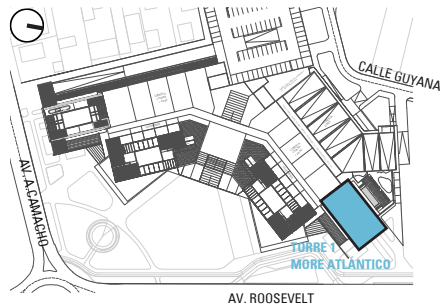 CALLE GUYANA
AV. A.CAMACHO
TORRE 1
MORE ATLÁNTICO
AV. ROOSEVELT